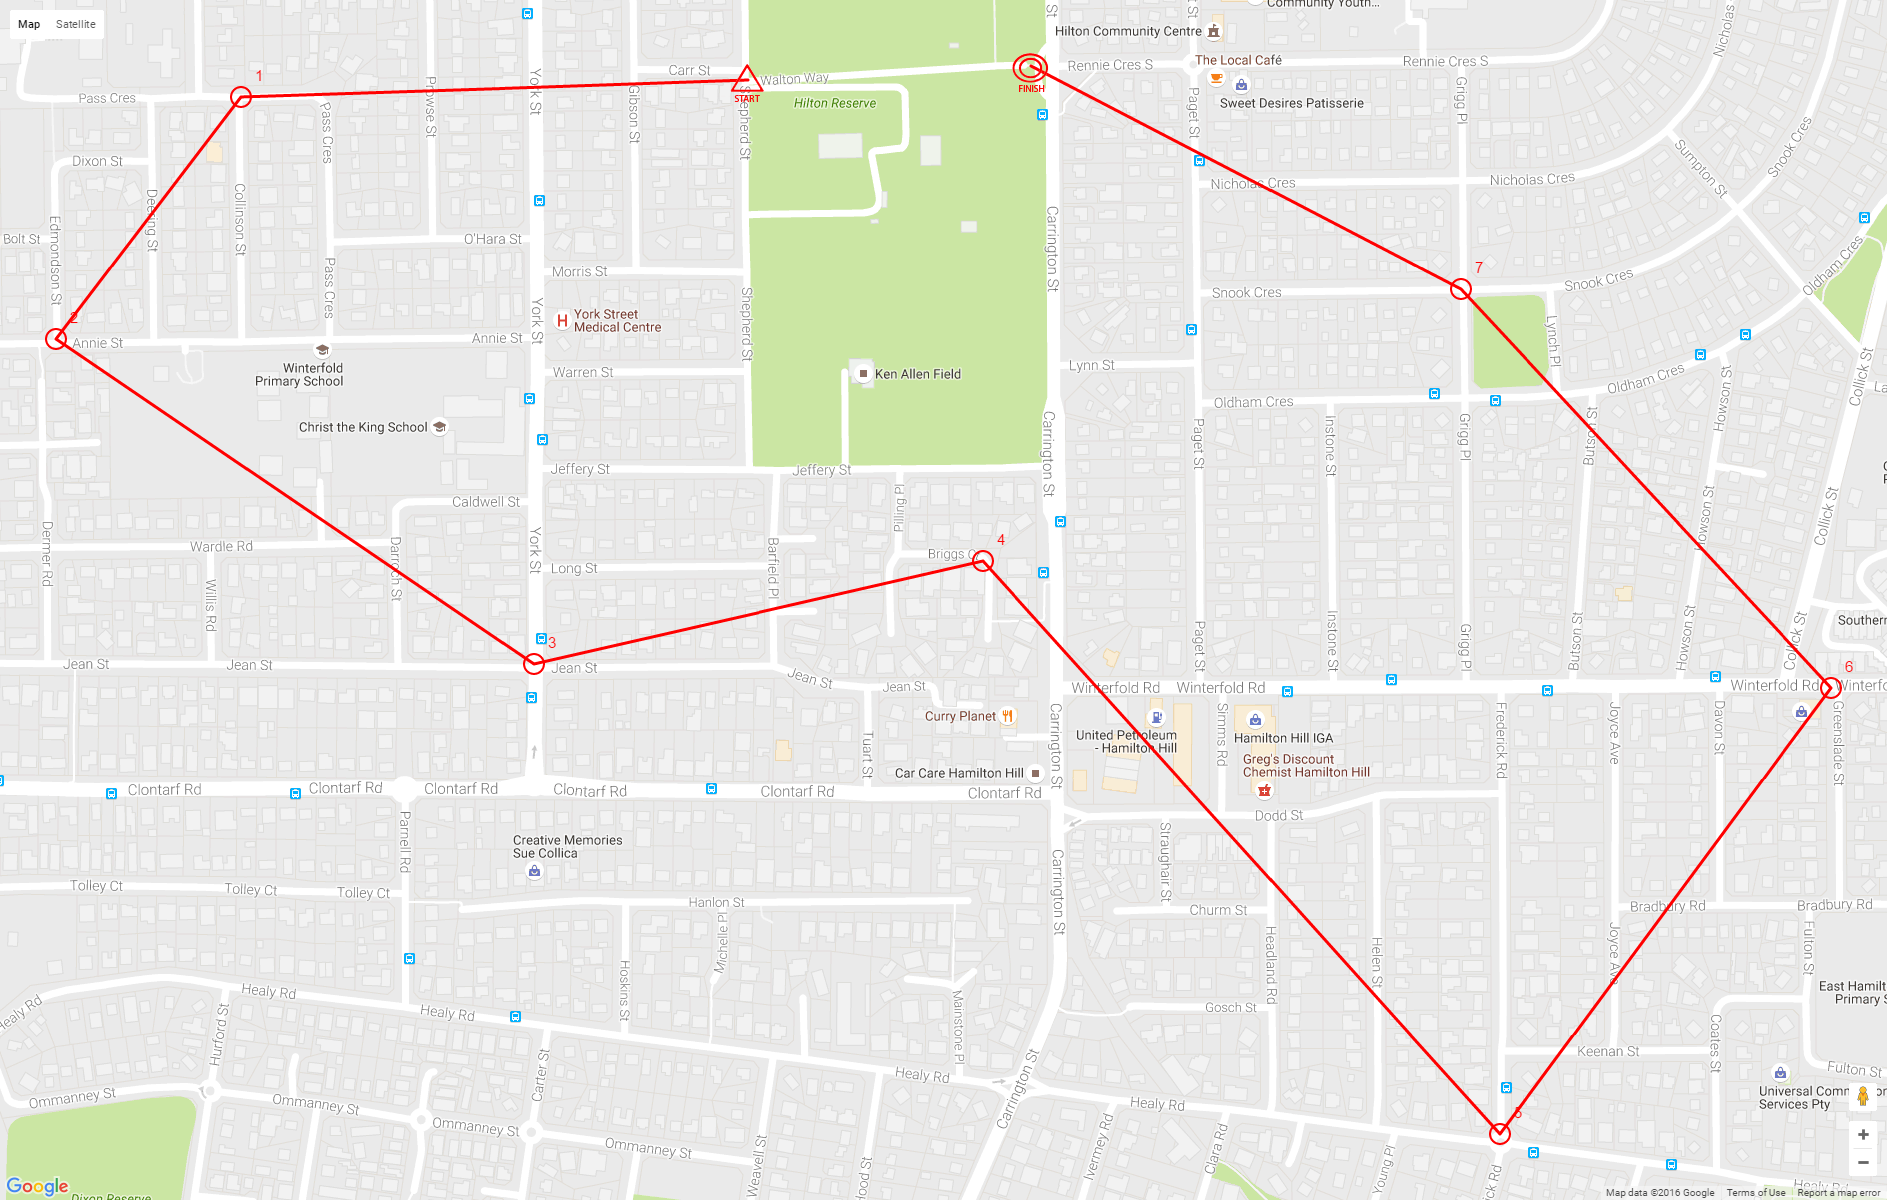 Map Satellite
Community Youth...
Hilton Community Centre
Nicholas
St
St
Rennie Cres S
The Local Café
Rennie Cres S
Sweet Desires Patisserie
Carr St
Walton Way
START
FINISH
Hilton Reserve
1
Pass Cres
Pass Cres
Prowse St
York St
Gibson St
Shepherd St
Paget St
Grigg Pl
Snook Cres
Sumpton St
Dixon St
Deering St
Collinson St
Edmondson St
Bolt St
O'Hara St
Nicholas Cres
Nicholas Cres
Carrington St
Morris St
Pass Cres
7
Snook Cres
Snook Cres
Oldham Cres
2
York St
York Street
Medical Centre
Shepherd St
Annie St
Annie St
Winterfold
Primary School
Warren St
Ken Allen Field
Lynn St
Lynch Pl
Oldham Cres
Oldham Cres
Howson St
Collick St
La
Christ the King School
Carrington St
Paget St
Instone St
Grigg Pl
Butson St
Jeffery St
Jeffery St
Caldwell St
Pilling Pl
Howson St
Collick St
Dermer Rd
Wardle Rd
Darroch St
York St
Long St
Barfield Pl
Briggs C
4
Willis Rd
3
Jean St
Jean St
Jean St
Jean St
Jean St
Paget St
Instone St
Grigg Pl
Butson St
Howson St
Collick St
Southern
6
Winterfold Rd
Winterfold Rd
Winterfold Rd
Winterfo
Curry Planet
Tuart St
Carrington St
United Petroleum
- Hamilton Hill
Simms Rd
Hamilton Hill IGA
Greg's Discount
Chemist Hamilton Hill
Frederick Rd
Joyce Ave
Davon St
Greenslade St
Car Care Hamilton Hill
Clontarf Rd
Clontarf Rd
Clontarf Rd
Clontarf Rd
Clontarf Rd
Clontarf Rd
Dodd St
Parnell Rd
Creative Memories
Sue Collica
Straughair St
Carrington St
Tolley Ct
Tolley Ct
Tolley Ct
Hanlon St
Churm St
Bradbury Rd
Bradbury Rd
Michelle Pl
Hoskins St
Headland Rd
Helen St
Joyce Ave
Fulton St
Healy Rd
Healy Rd
Healy Rd
Mainstone Pl
Gosch St
East Hamilt
Primary S
Hurford St
Coates St
Keenan St
Carter St
Healy Rd
Carrington St
Healy Rd
Fulton St
Universal Comm
on
Services Pty
Ommanney St
Ommanney St
Ommanney St
Ommanney St
5
Weavell St
Hood St
Ivermey Rd
Clara Rd
Young Pl
ck Rd
Healy Rd
Google
Dixon Reserve
Map data ©2016 Google Terms of Use Report a map error